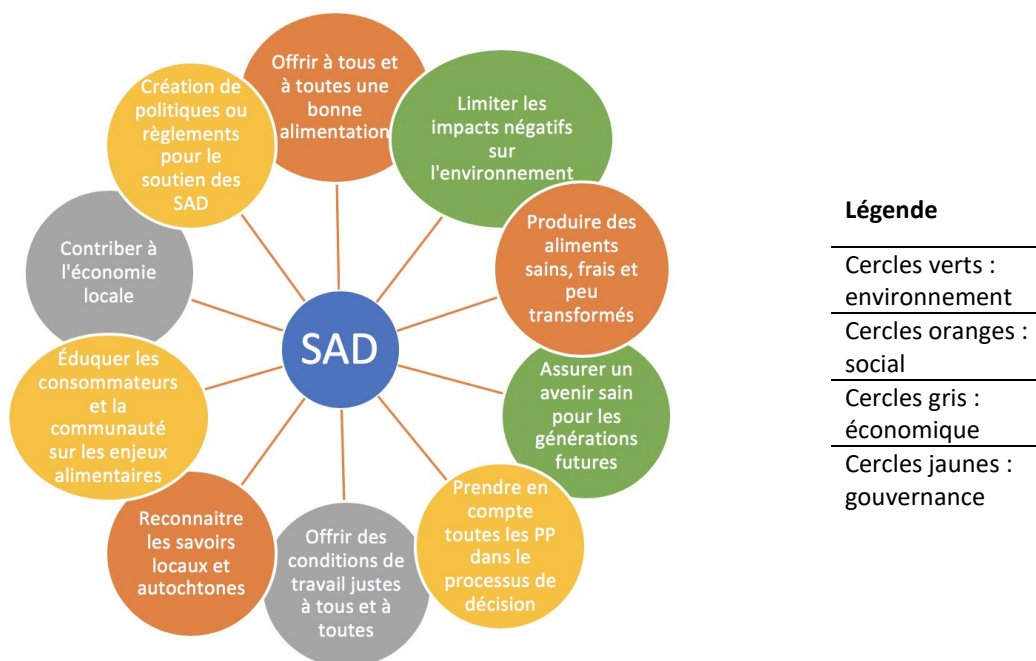 Offrir à tous et
à toutes une
bonne
alimentation
Limiter les
impacts négatifs
sur
l'environnement
Produire des
aliments
sains, frais et
peu
transformés
Assurer un
avenir sain
pour les
générations
futures
Prendre en
compte
toutes les PP
dans le
processus de
décision
Offrir des
conditions de
travail justes
à tous et à
toutes
Reconnaitre
les savoirs
locaux et
autochtones
Éduquer les
consommateurs
et la
communauté
sur les enjeux
alimentaires
Contriber à
l'économie
locale
Création de
politiques ou
règlements
pour le
soutien des
SAD
SAD
Légende
Cercles verts :
environnement
Cercles oranges :
social
Cercles gris :
économique
Cercles jaunes :
gouvernance